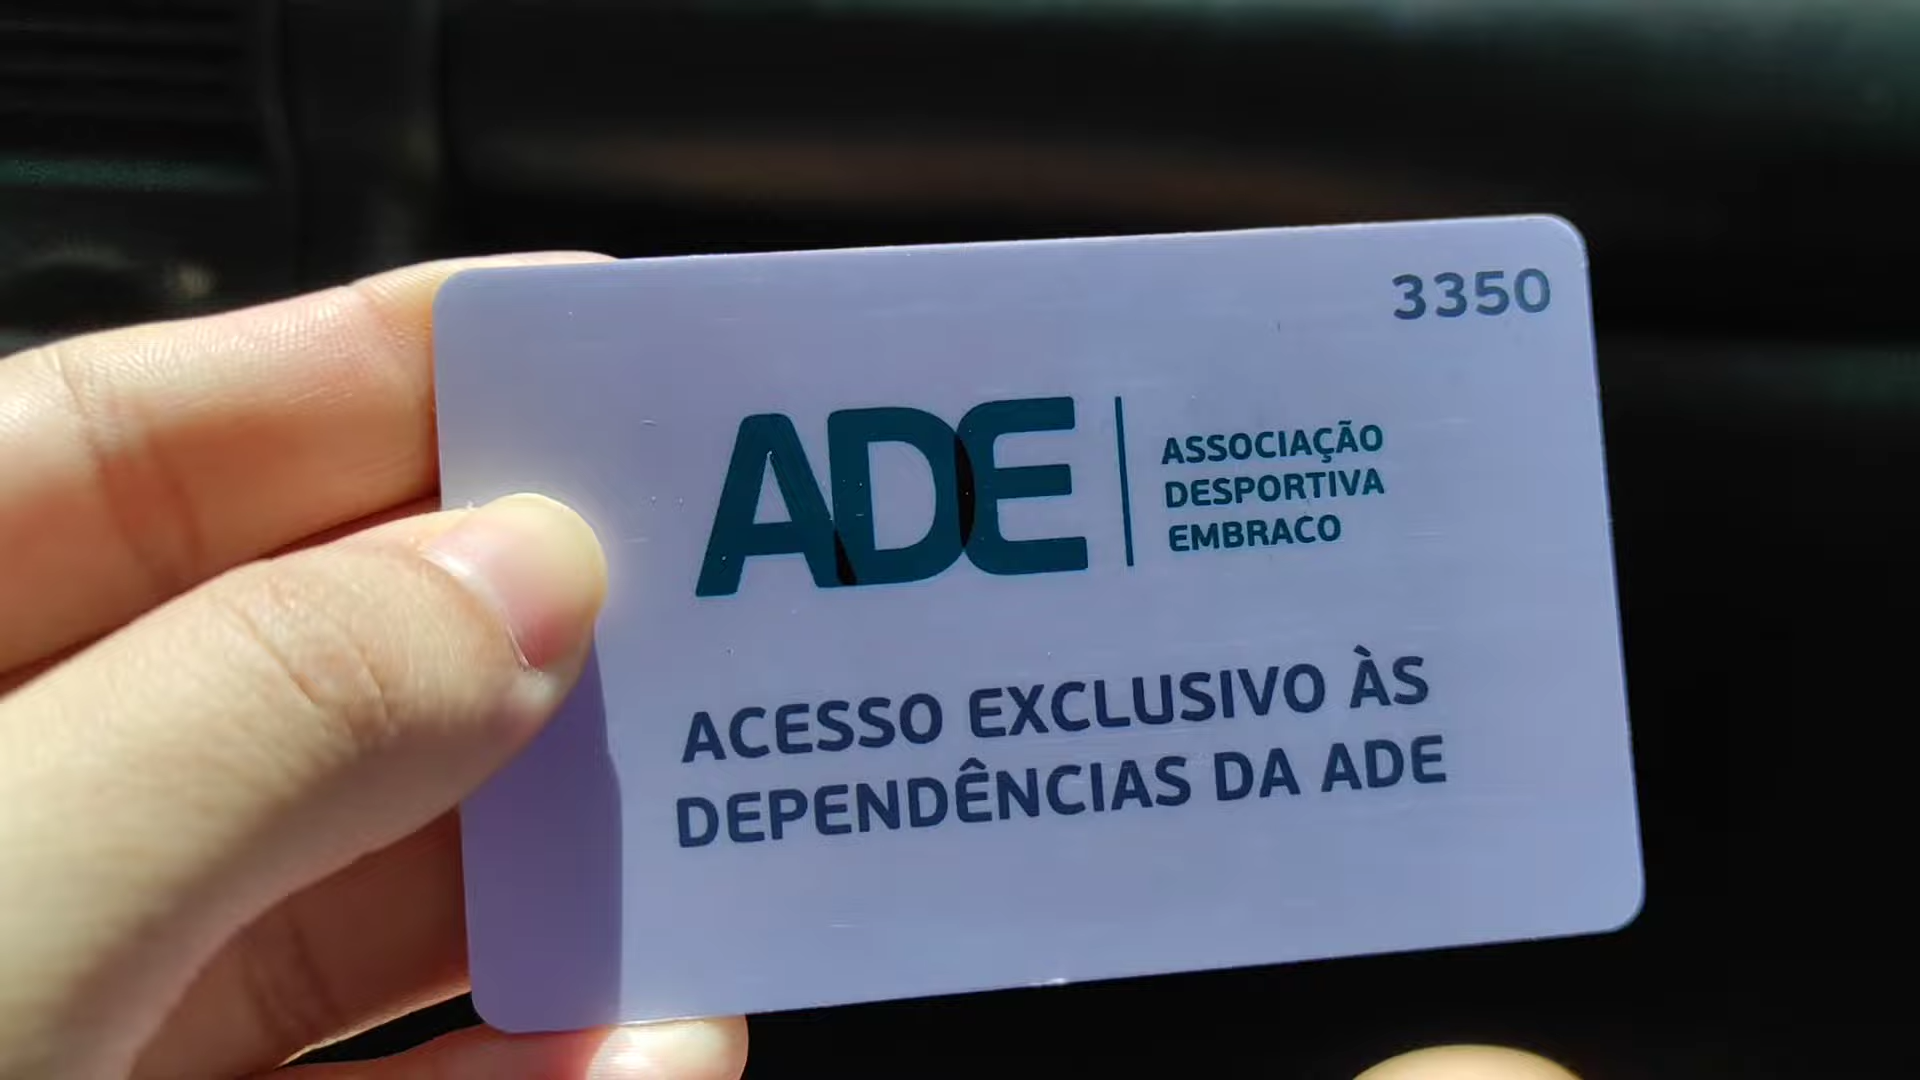 3350
ADE
ASSOCIAÇÃO
DESPORTIVA
EMBRACO
ACESSO EXCLUSIVO ÀS
DEPENDÊNCIAS DA ADE